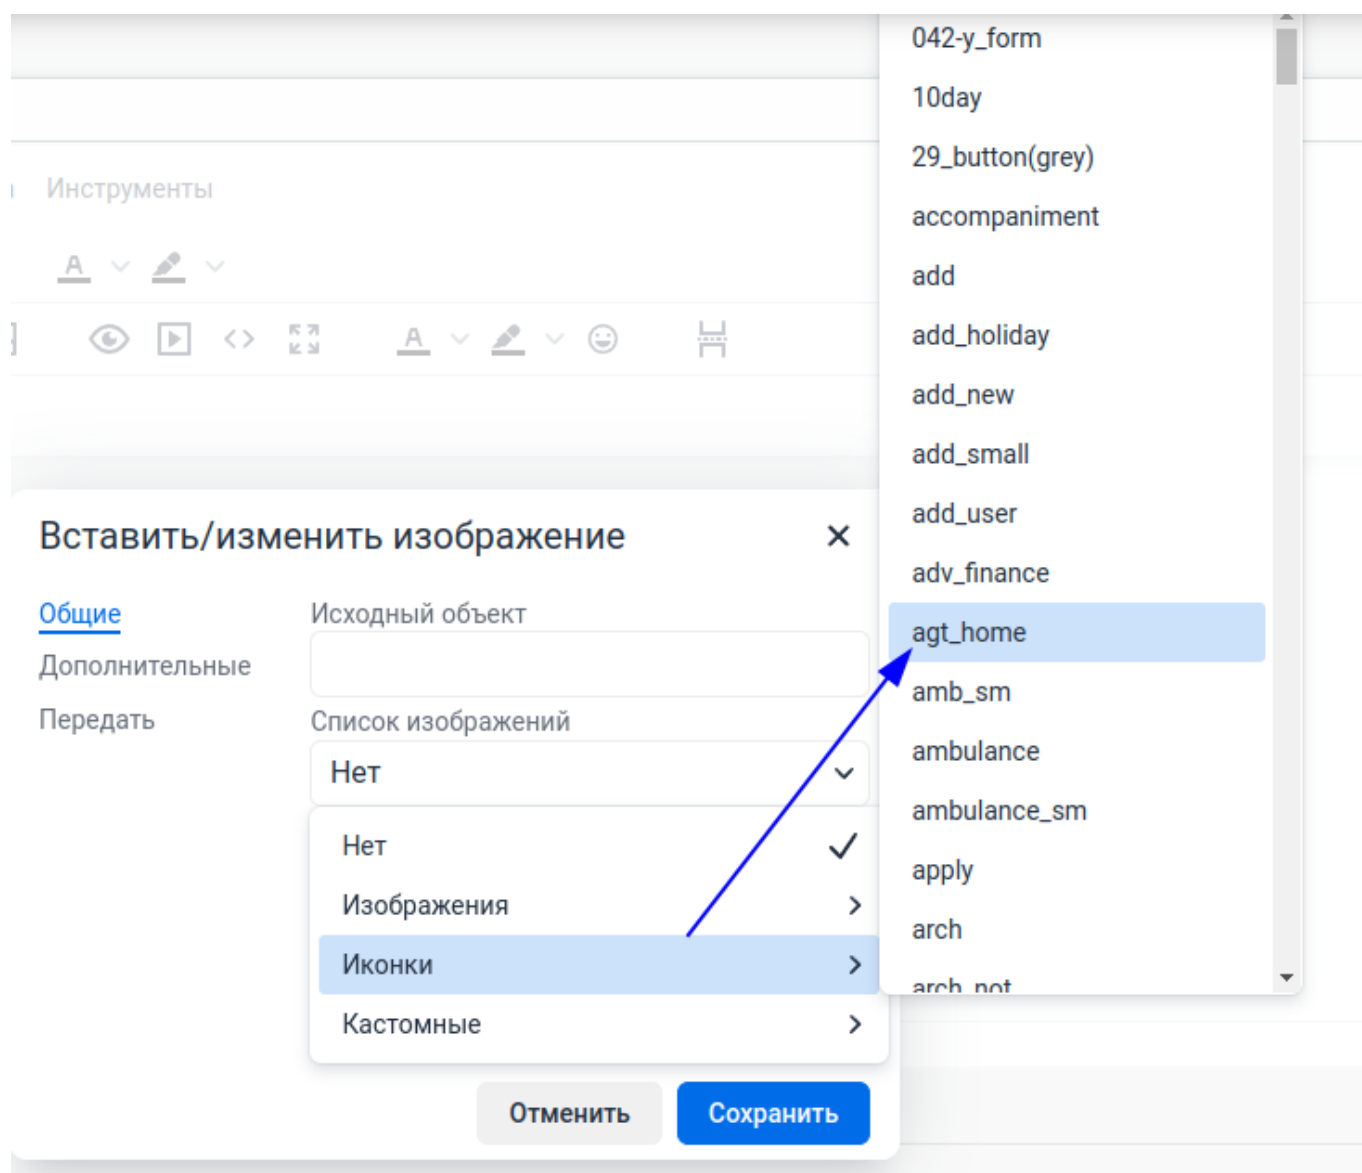 Инструменты
Вставить/изменить изображение
Общие
Дополнительные
Передать
Исходный объект
Список изображений
Нет
Нет
Изображения
Иконки
Кастомные
Отменить
Сохранить
042-y_form
10day
29_button(grey)
accompaniment
add
add_holiday
add_new
add_small
add_user
adv_finance
agt_home
amb_sm
ambulance
ambulance_sm
apply
arch
arch_not